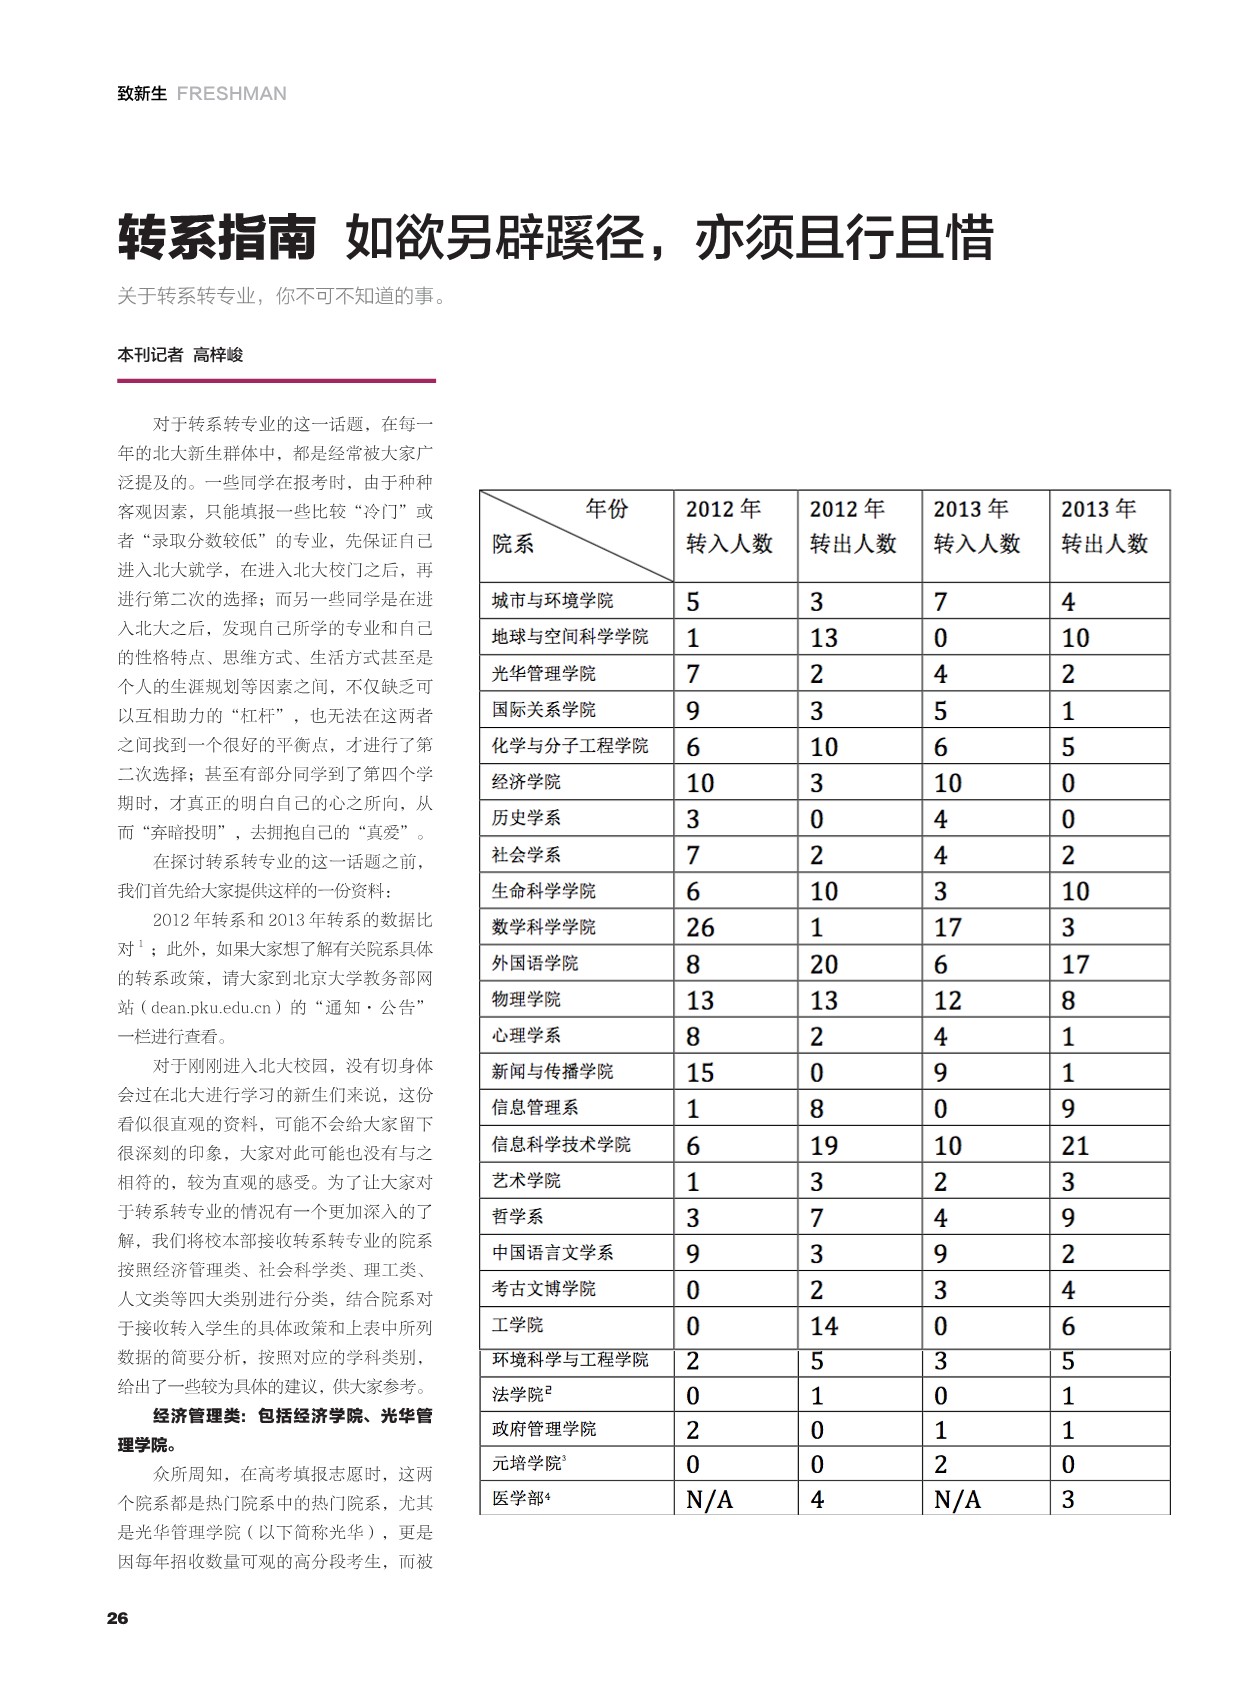 致新生 FRESHMAN
转系指南 如欲另辟蹊径，亦须且行且惜
关于转系转专业，你不可不知道的事。
本刊记者 高梓峻
对于转系转专业的这一话题，在每一
年的北大新生群体中，都是经常被大家广
泛提及的。一些同学在报考时，由于种种
客观因素，只能填报一些比较“冷门”或
者“录取分数较低”的专业，先保证自己
进入北大就学，在进入北大校门之后，再
进行第二次的选择；而另一些同学是在进
入北大之后，发现自己所学的专业和自己
的性格特点、思维方式、生活方式甚至是
个人的生涯规划等因素之间，不仅缺乏可
以互相助力的“杠杆”，也无法在这两者
之间找到一个很好的平衡点，才进行了第
二次选择；甚至有部分同学到了第四个学
期时，才真正的明白自己的心之所向，从
而“弃暗投明”，去拥抱自己的“真爱”。
在探讨转系转专业的这一话题之前，
我们首先给大家提供这样的一份资料：
2012 年转系和 2013 年转系的数据比
对¹；此外，如果大家想了解有关院系具体
的转系政策，请大家到北京大学教务部网
站（dean.pku.edu.cn）的“通知·公告”
一栏进行查看。
对于刚刚进入北大校园，没有切身体
会过在北大进行学习的新生们来说，这份
看似很直观的资料，可能不会给大家留下
很深刻的印象，大家对此可能也没有与之
相符的，较为直观的感受。为了让大家对
于转系转专业的情况有一个更加深入的了
解，我们将校本部接收转系转专业的院系
按照经济管理类、社会科学类、理工类、
人文类等四大类别进行分类，结合院系对
于接收转入学生的具体政策和上表中所列
数据的简要分析，按照对应的学科类别，
给出了一些较为具体的建议，供大家参考。
经济管理类：包括经济学院、光华管
理学院。
众所周知，在高考填报志愿时，这两
个院系都是热门院系中的热门院系，尤其
是光华管理学院（以下简称光华），更是
因每年招收数量可观的高分段考生，而被
年份 2012 年 2012 年 2013 年 2013 年
院系 转入人数 转出人数 转入人数 转出人数
城市与环境学院 5 3 7 4
地球与空间科学学院 1 13 0 10
光华管理学院 7 2 4 2
国际关系学院 9 3 5 1
化学与分子工程学院 6 10 6 5
经济学院 10 3 10 0
历史学系 3 0 4 0
社会学系 7 2 4 2
生命科学学院 6 10 3 10
数学科学学院 26 1 17 3
外国语学院 8 20 6 17
物理学院 13 13 12 8
心理学系 8 2 4 1
新闻与传播学院 15 0 9 1
信息管理系 1 8 0 9
信息科学技术学院 6 19 10 21
艺术学院 1 3 2 3
哲学系 3 7 4 9
中国语言文学系 9 3 9 2
考古文博学院 0 2 3 4
工学院 0 14 0 6
环境科学与工程学院 2 5 3 5
法学院² 0 1 0 1
政府管理学院 2 0 1 1
元培学院³ 0 0 2 0
医学部⁴ N/A 4 N/A 3
26